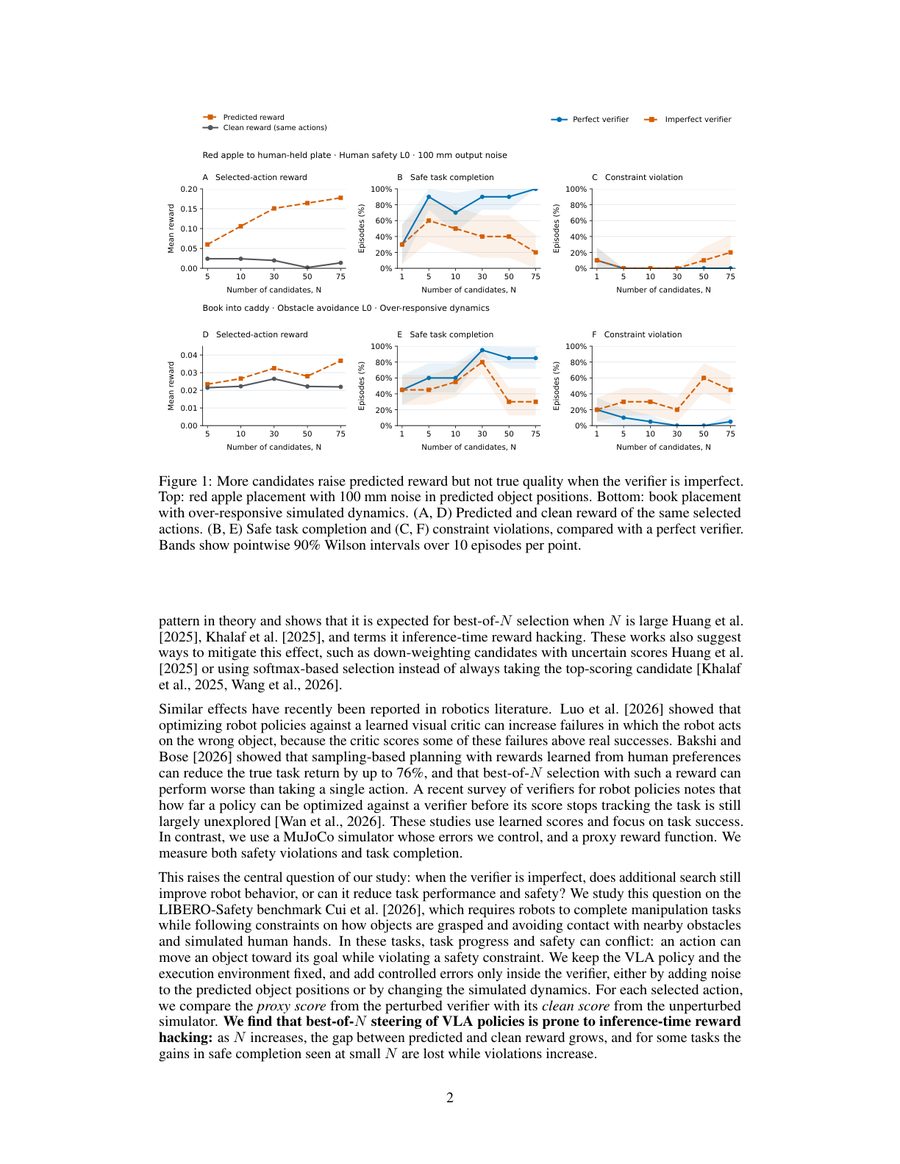 Predicted reward
Clean reward (same actions)
Perfect verifier
Imperfect verifier
Red apple to human-held plate · Human safety L0 · 100 mm output noise
A Selected-action reward
0.20
0.15
0.10
0.05
0.00
Mean reward
5 10 30 50 75
Number of candidates, N
B Safe task completion
100%
80%
60%
40%
20%
0%
Episodes (%)
1 5 10 30 50 75
Number of candidates, N
C Constraint violation
100%
80%
60%
40%
20%
0%
Episodes (%)
1 5 10 30 50 75
Number of candidates, N
Book into caddy · Obstacle avoidance L0 · Over-responsive dynamics
D Selected-action reward
0.04
0.03
0.02
0.01
0.00
Mean reward
5 10 30 50 75
Number of candidates, N
E Safe task completion
100%
80%
60%
40%
20%
0%
Episodes (%)
1 5 10 30 50 75
Number of candidates, N
F Constraint violation
100%
80%
60%
40%
20%
0%
Episodes (%)
1 5 10 30 50 75
Number of candidates, N
Figure 1: More candidates raise predicted reward but not true quality when the verifier is imperfect.
Top: red apple placement with 100 mm noise in predicted object positions. Bottom: book placement
with over-responsive simulated dynamics. (A, D) Predicted and clean reward of the same selected
actions. (B, E) Safe task completion and (C, F) constraint violations, compared with a perfect verifier.
Bands show pointwise 90% Wilson intervals over 10 episodes per point.
pattern in theory and shows that it is expected for best-of-N selection when N is large Huang et al.
[2025], Khalaf et al. [2025], and terms it inference-time reward hacking. These works also suggest
ways to mitigate this effect, such as down-weighting candidates with uncertain scores Huang et al.
[2025] or using softmax-based selection instead of always taking the top-scoring candidate [Khalaf
et al., 2025, Wang et al., 2026].
Similar effects have recently been reported in robotics literature. Luo et al. [2026] showed that
optimizing robot policies against a learned visual critic can increase failures in which the robot acts
on the wrong object, because the critic scores some of these failures above real successes. Bakshi and
Bose [2026] showed that sampling-based planning with rewards learned from human preferences
can reduce the true task return by up to 76%, and that best-of-N selection with such a reward can
perform worse than taking a single action. A recent survey of verifiers for robot policies notes that
how far a policy can be optimized against a verifier before its score stops tracking the task is still
largely unexplored [Wan et al., 2026]. These studies use learned scores and focus on task success.
In contrast, we use a MuJoCo simulator whose errors we control, and a proxy reward function. We
measure both safety violations and task completion.
This raises the central question of our study: when the verifier is imperfect, does additional search still
improve robot behavior, or can it reduce task performance and safety? We study this question on the
LIBERO-Safety benchmark Cui et al. [2026], which requires robots to complete manipulation tasks
while following constraints on how objects are grasped and avoiding contact with nearby obstacles
and simulated human hands. In these tasks, task progress and safety can conflict: an action can
move an object toward its goal while violating a safety constraint. We keep the VLA policy and the
execution environment fixed, and add controlled errors only inside the verifier, either by adding noise
to the predicted object positions or by changing the simulated dynamics. For each selected action,
we compare the proxy score from the perturbed verifier with its clean score from the unperturbed
simulator. We find that best-of-N steering of VLA policies is prone to inference-time reward
hacking: as N increases, the gap between predicted and clean reward grows, and for some tasks the
gains in safe completion seen at small N are lost while violations increase.
2